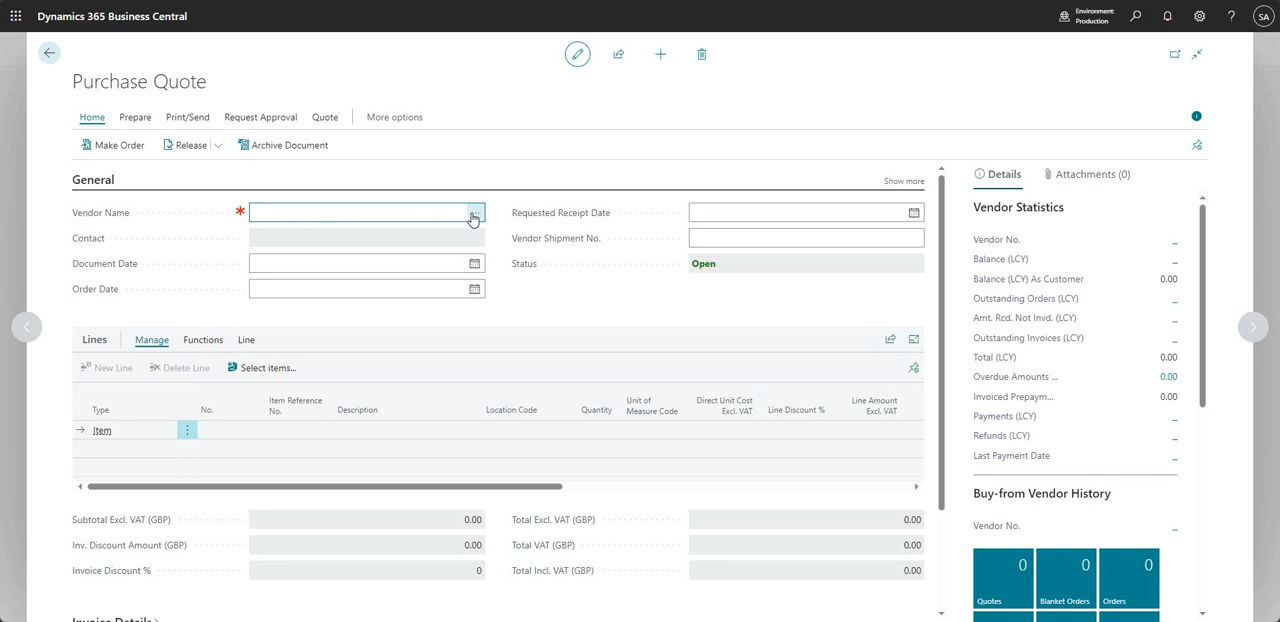 Dynamics 365 Business Central
Environment:
Production
?
SA
Purchase Quote
Home Prepare Print/Send Request Approval Quote More options
Make Order Release Archive Document
General
Show more
Vendor Name *
Contact
Document Date
Order Date
Requested Receipt Date
Vendor Shipment No.
Status Open
Lines Manage Functions Line
New Line Delete Line Select items...
Type No. Item Reference No. Description Location Code Quantity Unit of Measure Code Direct Unit Cost Excl. VAT Line Discount % Line Amount Excl. VAT
Item
Subtotal Excl. VAT (GBP) 0.00
Inv. Discount Amount (GBP) 0.00
Invoice Discount % 0
Total Excl. VAT (GBP) 0.00
Total VAT (GBP) 0.00
Total Incl. VAT (GBP) 0.00
Invoice Details
Details Attachments (0)
Vendor Statistics
Vendor No. _
Balance (LCY) _
Balance (LCY) As Customer 0.00
Outstanding Orders (LCY) _
Amt. Rcd. Not Invd. (LCY) _
Outstanding Invoices (LCY) _
Total (LCY) 0.00
Overdue Amounts ... 0.00
Invoiced Prepaym... 0.00
Payments (LCY) _
Refunds (LCY) _
Last Payment Date _
Buy-from Vendor History
Vendor No. _
0 0 0
Quotes Blanket Orders Orders